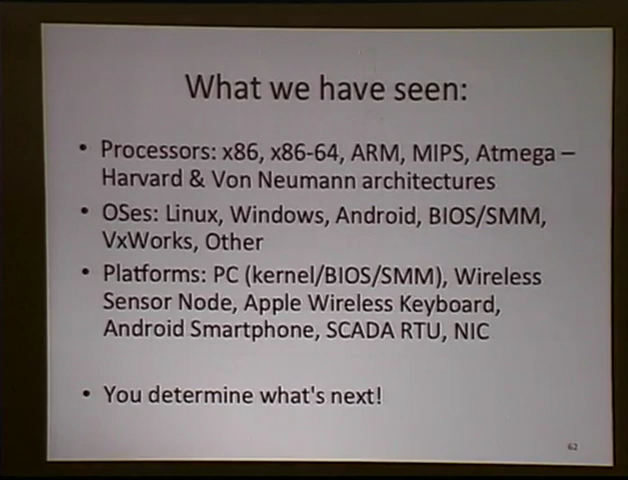 What we have seen:
• Processors: x86, x86-64, ARM, MIPS, Atmega –
Harvard & Von Neumann architectures
• OSes: Linux, Windows, Android, BIOS/SMM,
VxWorks, Other
• Platforms: PC (kernel/BIOS/SMM), Wireless
Sensor Node, Apple Wireless Keyboard,
Android Smartphone, SCADA RTU, NIC
• You determine what's next!
62